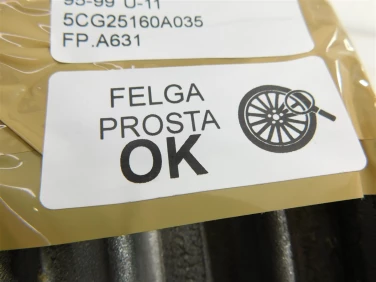 95-99 U-11
5CG25160A035
FP.A631
FELGA
PROSTA
OK